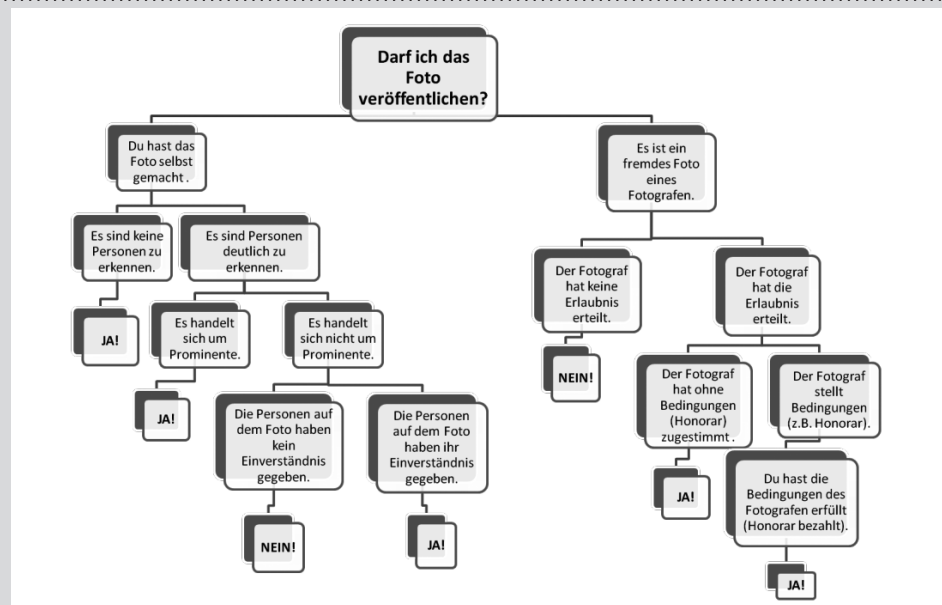 Darf ich das
Foto
veröffentlichen?
Du hast das
Foto selbst
gemacht .
Es ist ein
fremdes Foto
eines
Fotografen.
Es sind keine
Personen zu
erkennen.
Es sind Personen
deutlich zu
erkennen.
Der Fotograf
hat keine
Erlaubnis
erteilt.
Der Fotograf
hat die
Erlaubnis
erteilt.
JA!
Es handelt
sich um
Prominente.
Es handelt
sich nicht um
Prominente.
NEIN!
Der Fotograf
hat ohne
Bedingungen
(Honorar)
zugestimmt .
Der Fotograf
stellt
Bedingungen
(z.B. Honorar).
JA!
Die Personen auf
dem Foto haben
kein
Einverständnis
gegeben.
Die Personen
auf dem Foto
haben ihr
Einverständnis
gegeben.
JA!
Du hast die
Bedingungen des
Fotografen erfüllt
(Honorar bezahlt).
NEIN!
JA!
JA!